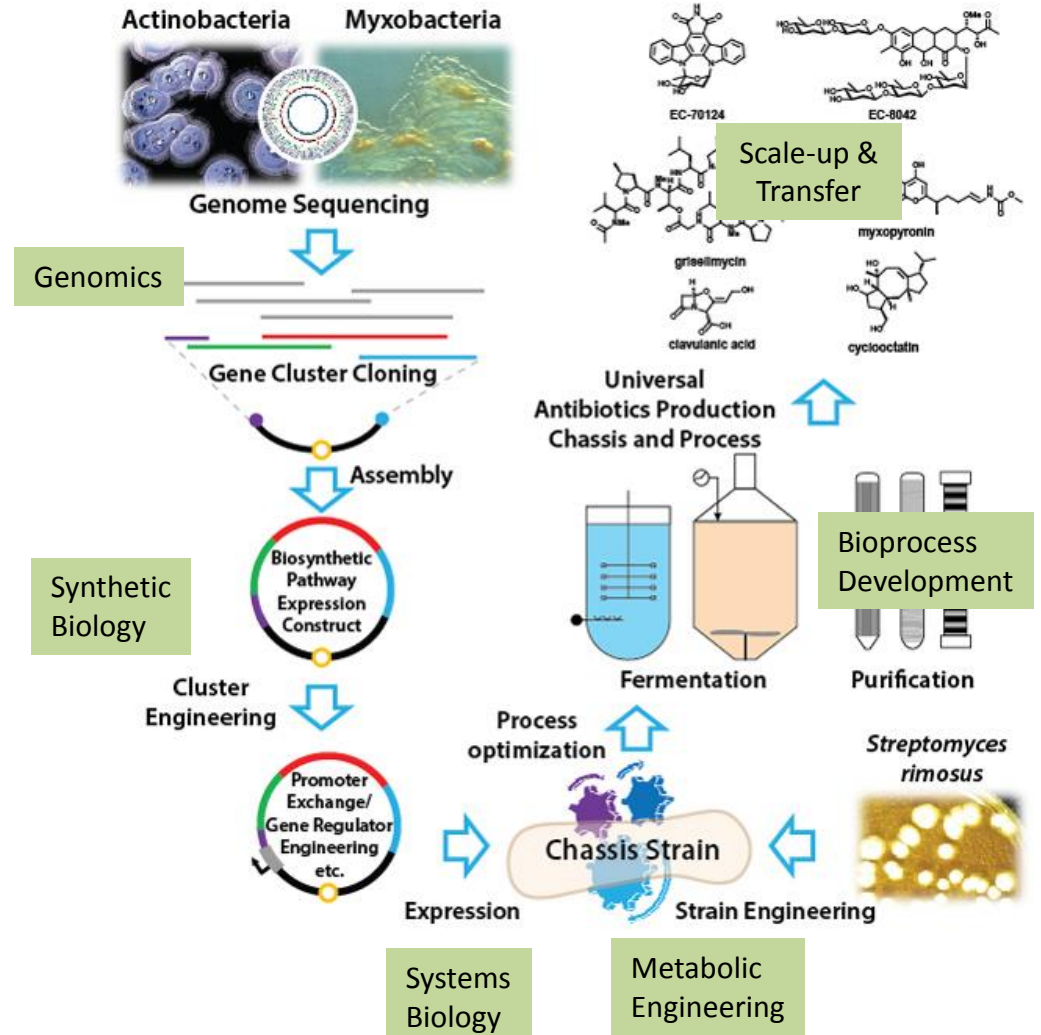 Actinobacteria
Myxobacteria
Genome Sequencing
Genomics
Gene Cluster Cloning
Assembly
Biosynthetic
Pathway
Expression
Construct
Synthetic
Biology
Cluster
Engineering
Promoter
Exchange/
Gene Regulator
Engineering
etc.
Expression
Systems
Biology
Chassis Strain
Strain Engineering
Metabolic
Engineering
Streptomyces
rimosus
Process
optimization
Fermentation
Purification
Bioprocess
Development
Universal
Antibiotics Production
Chassis and Process
EC-70124
EC-8042
Scale-up &
Transfer
griselimycin
myxopyronin
clavulanic acid
cyclooctatin